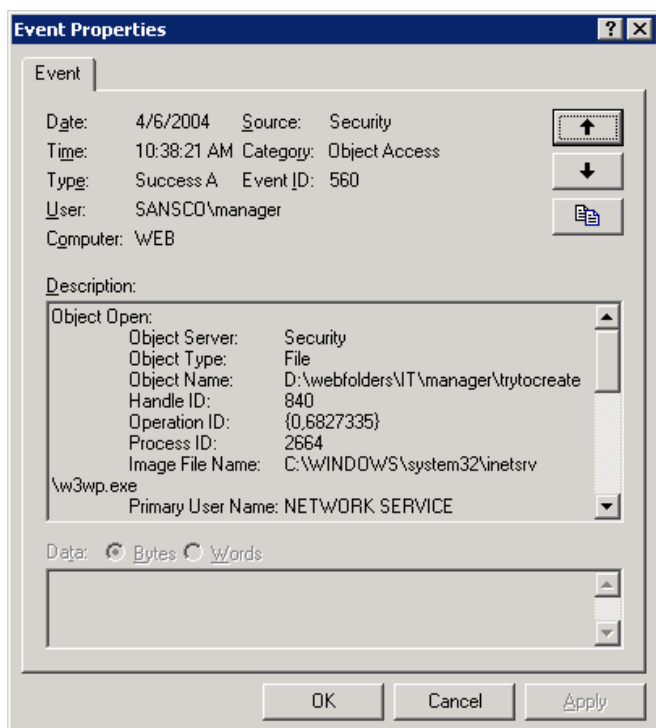 Event Properties
Event
Date: 4/6/2004 Source: Security
Time: 10:38:21 AM Category: Object Access
Type: Success A Event ID: 560
User: SANSCO\manager
Computer: WEB
Description:
Object Open:
Object Server: Security
Object Type: File
Object Name: D:\webfolders\IT\manager\trytocreate
Handle ID: 840
Operation ID: {0,6827335}
Process ID: 2664
Image File Name: C:\WINDOWS\system32\inetsrv
\w3wp.exe
Primary User Name: NETWORK SERVICE
Data: Bytes Words
OK Cancel Apply